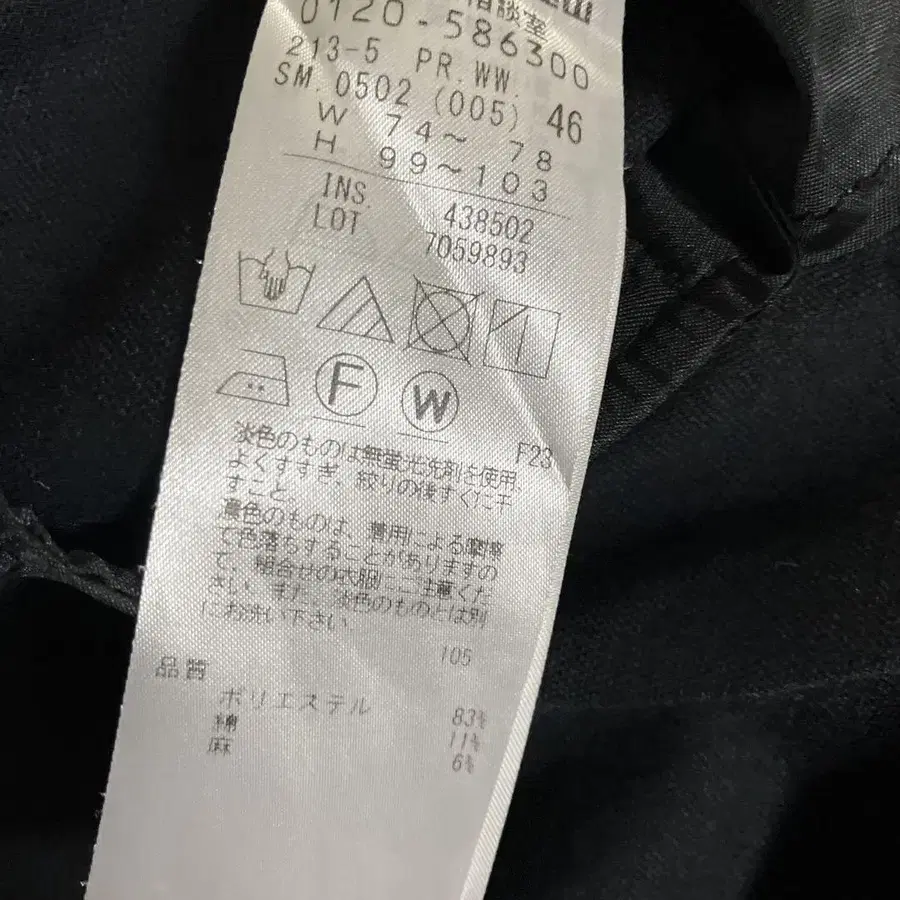 相談室
0120-586300
213-5 PR.WW.
SM.0502 (005) 46
W 74～ 78
H 99～103
INS. 438502
LOT 7059893
F W
F23
淡色のものは無蛍光洗剤を使用、
よくすすぎ、絞りの後すぐに干
すこと。
濃色のものは、着用による摩擦
で色落ちすることがありますの
で、組合せの衣服にご注意くだ
さい。また、淡色のものとは別
にお洗い下さい。
105
品質
ポリエステル 83%
綿 11%
麻 6%